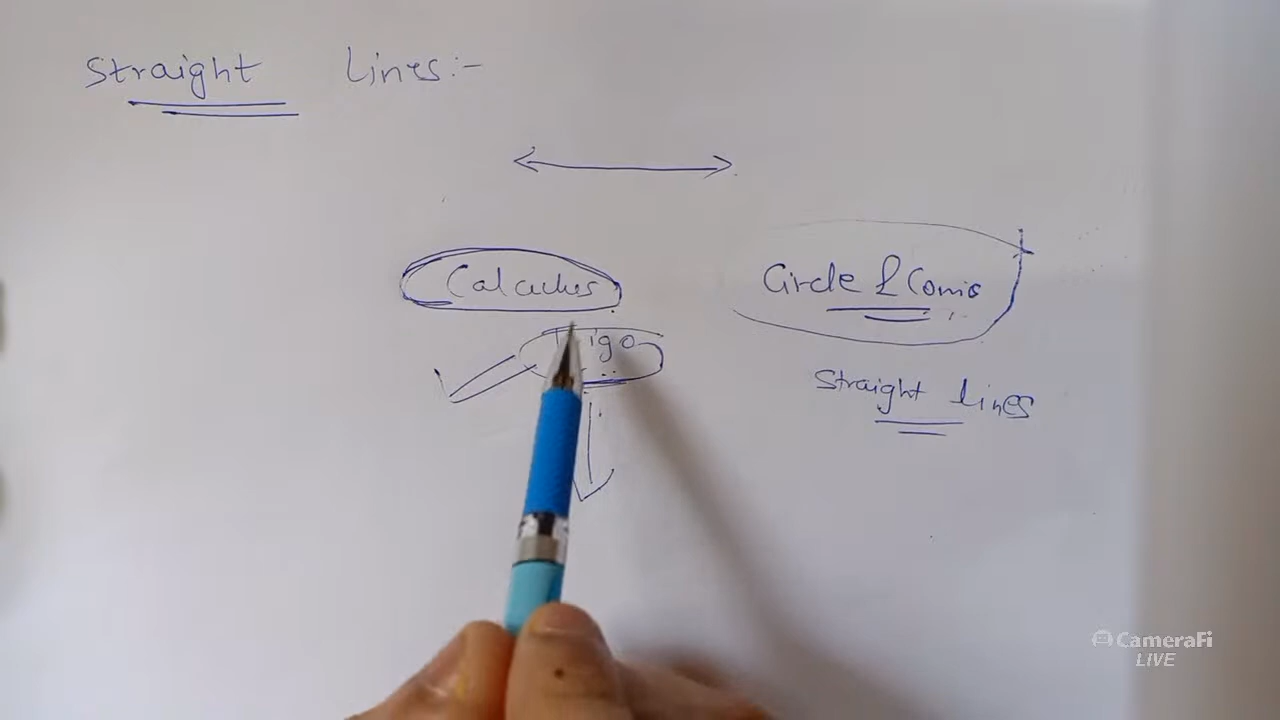 Straight Lines:-
Calculus
Circle & Conic
Trigo
Straight lines
CameraFi
LIVE